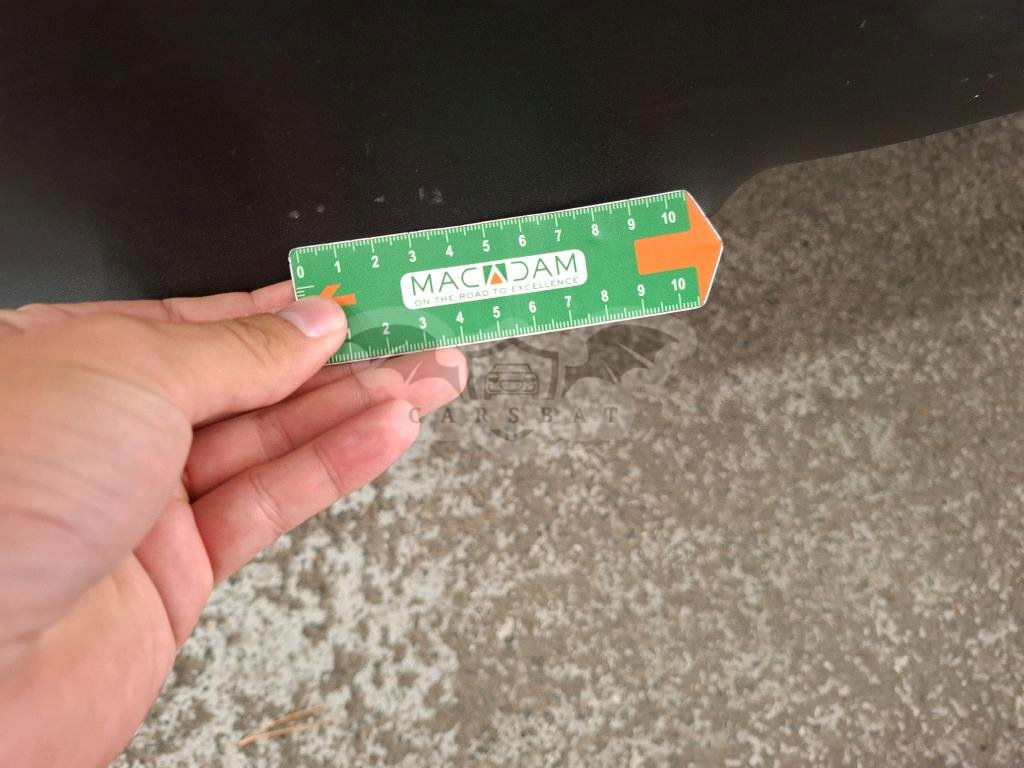 0 1 2 3 4 5 6 7 8 9 10
MACADAM
ON THE ROAD TO EXCELLENCE
1 2 3 4 5 6 7 8 9 10
CARSBAT